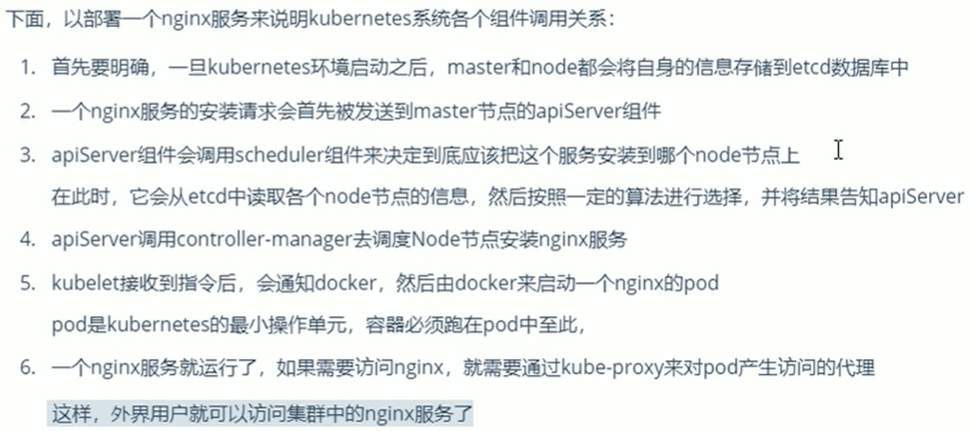 下面，以部署一个nginx服务来说明kubernetes系统各个组件调用关系：
1. 首先要明确，一旦kubernetes环境启动之后，master和node都会将自身的信息存储到etcd数据库中
2. 一个nginx服务的安装请求会首先被发送到master节点的apiServer组件
3. apiServer组件会调用scheduler组件来决定到底应该把这个服务安装到哪个node节点上
在此时，它会从etcd中读取各个node节点的信息，然后按照一定的算法进行选择，并将结果告知apiServer
4. apiServer调用controller-manager去调度Node节点安装nginx服务
5. kubelet接收到指令后，会通知docker，然后由docker来启动一个nginx的pod
pod是kubernetes的最小操作单元，容器必须跑在pod中至此，
6. 一个nginx服务就运行了，如果需要访问nginx，就需要通过kube-proxy来对pod产生访问的代理
这样，外界用户就可以访问集群中的nginx服务了